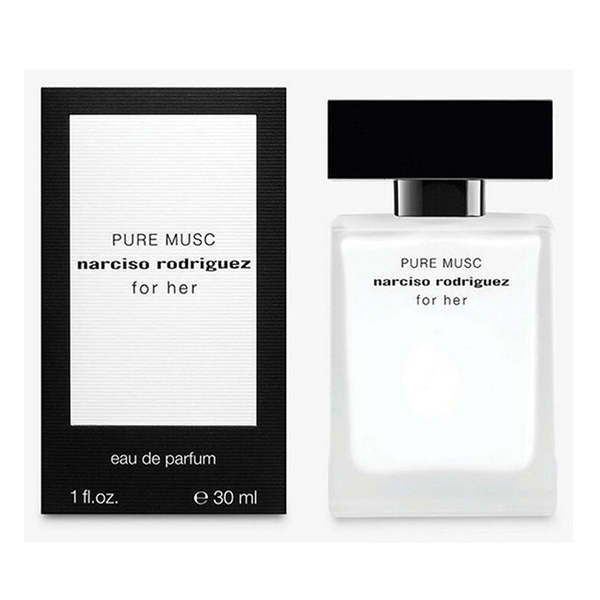 PURE MUSC
narciso rodriguez
for her
eau de parfum
1 fl.oz. ℮ 30 ml
PURE MUSC
narciso rodriguez
for her